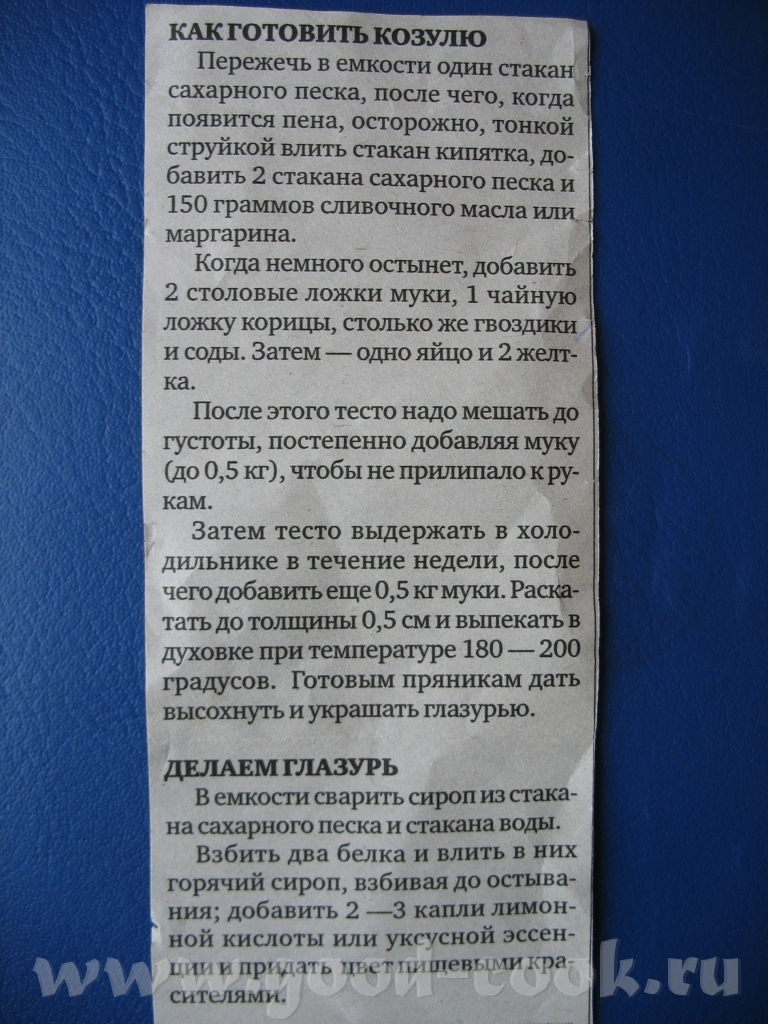 КАК ГОТОВИТЬ КОЗУЛЮ
Пережечь в емкости один стакан
сахарного песка, после чего, когда
появится пена, осторожно, тонкой
струйкой влить стакан кипятка, до-
бавить 2 стакана сахарного песка и
150 граммов сливочного масла или
маргарина.
Когда немного остынет, добавить
2 столовые ложки муки, 1 чайную
ложку корицы, столько же гвоздики
и соды. Затем — одно яйцо и 2 желт-
ка.
После этого тесто надо мешать до
густоты, постепенно добавляя муку
(до 0,5 кг), чтобы не прилипало к ру-
кам.
Затем тесто выдержать в холо-
дильнике в течение недели, после
чего добавить еще 0,5 кг муки. Раска-
тать до толщины 0,5 см и выпекать в
духовке при температуре 180 — 200
градусов. Готовым пряникам дать
высохнуть и украшать глазурью.
ДЕЛАЕМ ГЛАЗУРЬ
В емкости сварить сироп из стака-
на сахарного песка и стакана воды.
Взбить два белка и влить в них
горячий сироп, взбивая до остыва-
ния; добавить 2 —3 капли лимон-
ной кислоты или уксусной эссен-
ции и придать цвет пищевыми кра-
сителями.
www.good-cook.ru